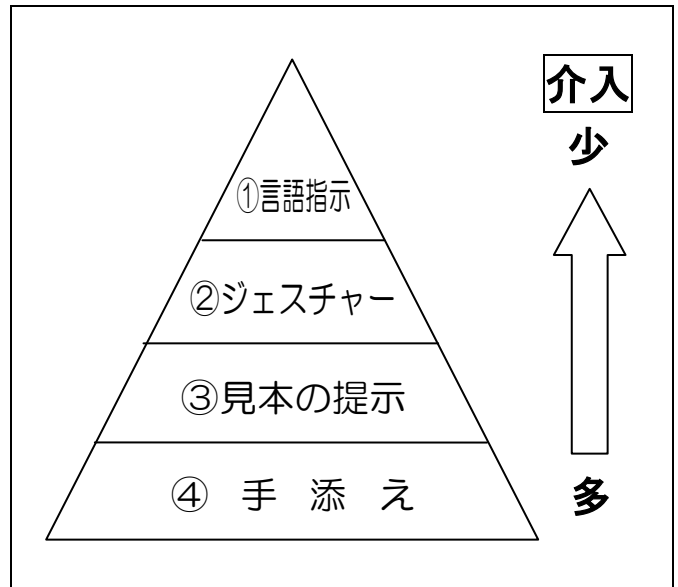 介入
少
①言語指示
②ジェスチャー
③見本の提示
④ 手 添 え
多